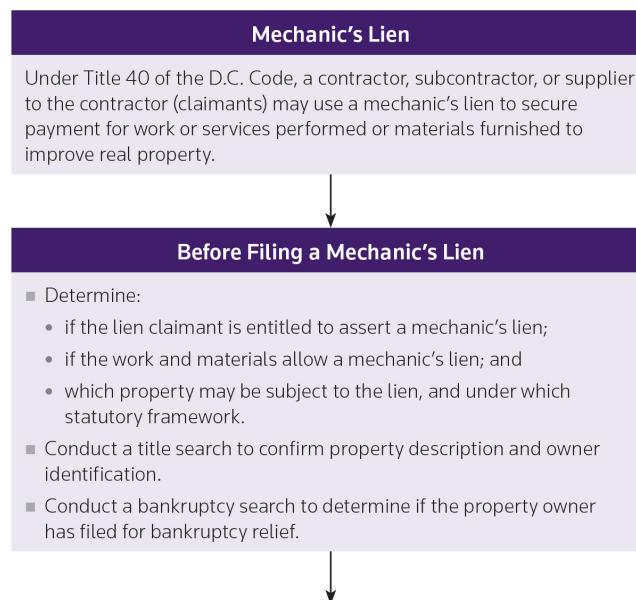 Mechanic's Lien
Under Title 40 of the D.C. Code, a contractor, subcontractor, or supplier
to the contractor (claimants) may use a mechanic's lien to secure
payment for work or services performed or materials furnished to
improve real property.
Before Filing a Mechanic's Lien
■ Determine:
• if the lien claimant is entitled to assert a mechanic's lien;
• if the work and materials allow a mechanic's lien; and
• which property may be subject to the lien, and under which
statutory framework.
■ Conduct a title search to confirm property description and owner
identification.
■ Conduct a bankruptcy search to determine if the property owner
has filed for bankruptcy relief.